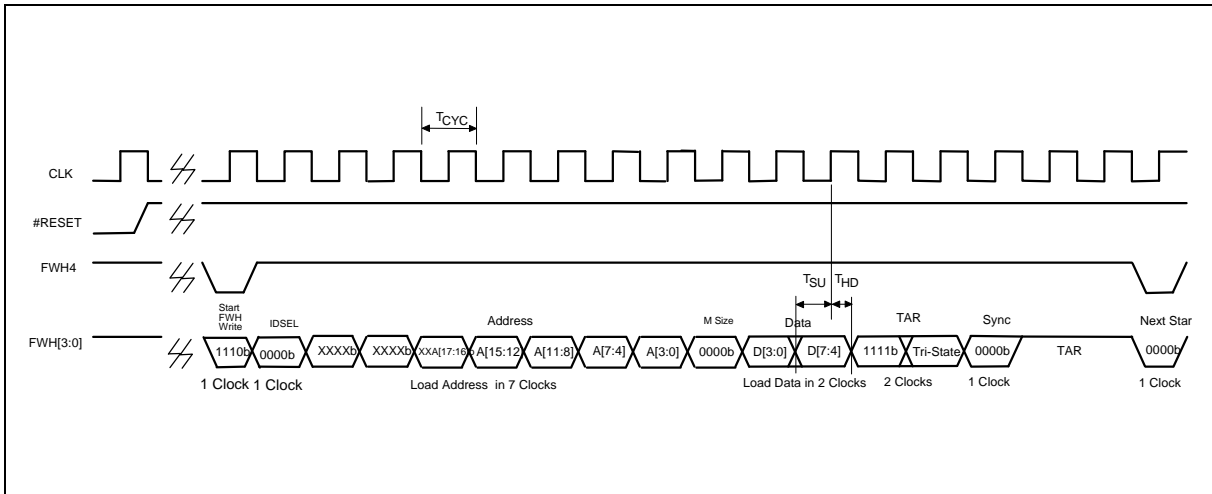 TCYC
CLK
#RESET
FWH4
TSU THD
Start
FWH
Write
IDSEL
Address
M Size
Data
TAR
Sync
Next Star
FWH[3:0]
1110b 0000b XXXXb XXXXb XXA[17:16]b A[15:12] A[11:8] A[7:4] A[3:0] 0000b D[3:0] D[7:4] 1111b Tri-State 0000b TAR 0000b
1 Clock 1 Clock Load Address in 7 Clocks Load Data in 2 Clocks 2 Clocks 1 Clock 1 Clock